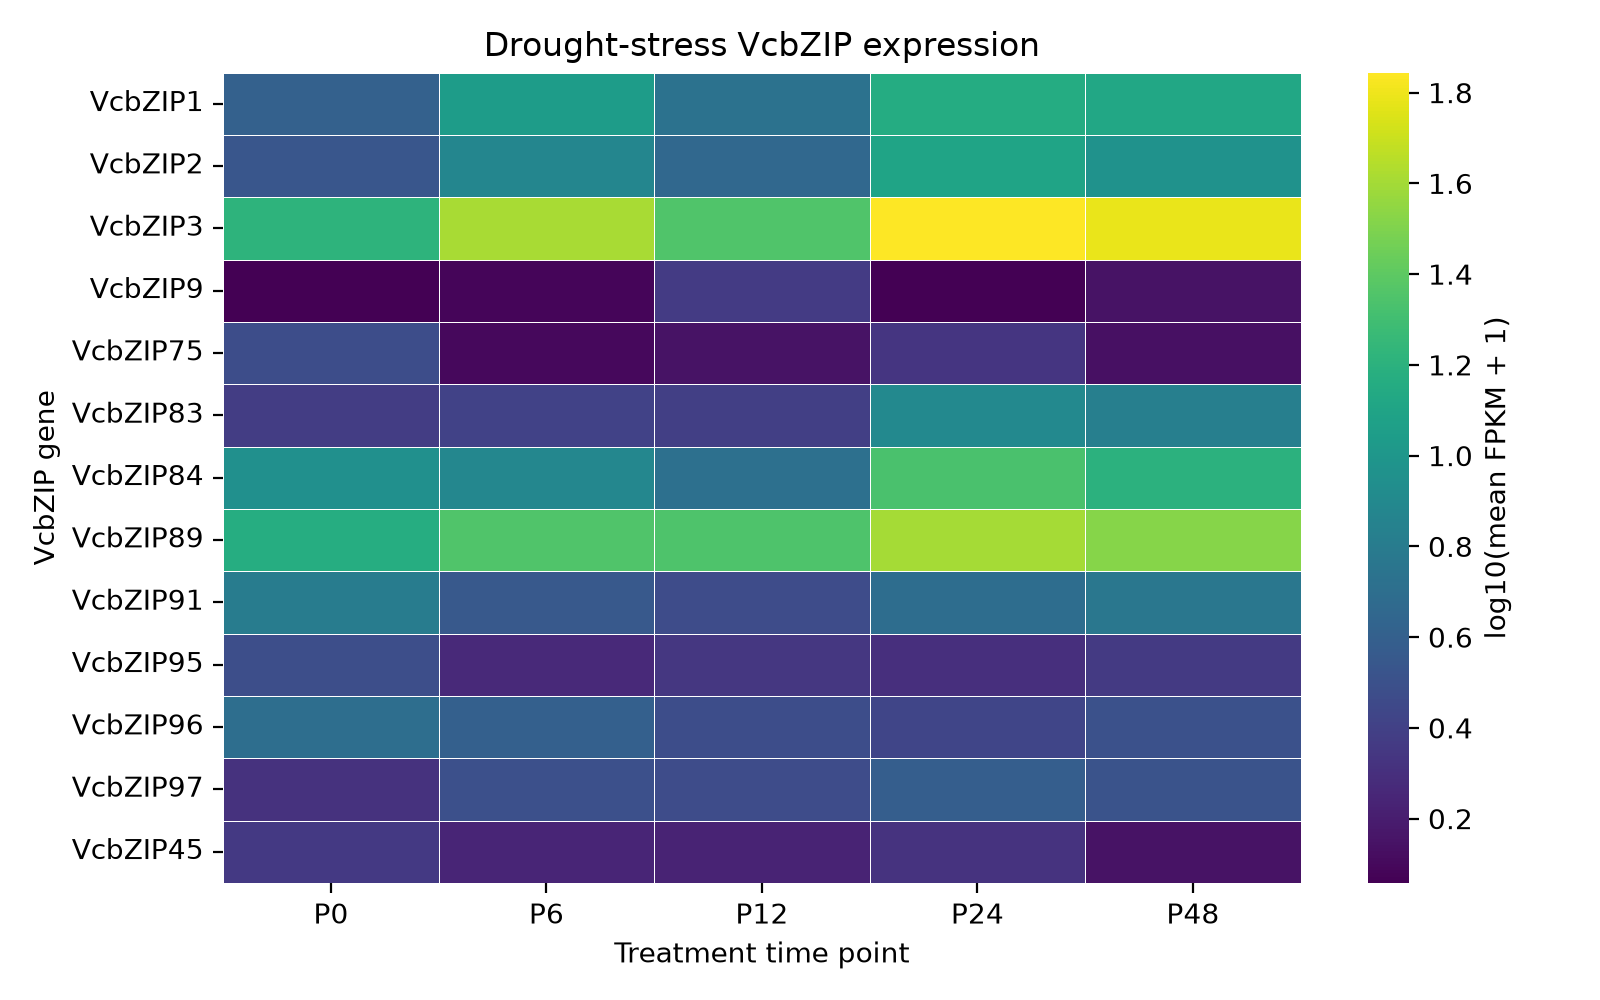 Drought-stress VcbZIP expression
VcbZIP1
VcbZIP2
VcbZIP3
VcbZIP9
VcbZIP75
VcbZIP83
VcbZIP84
VcbZIP89
VcbZIP91
VcbZIP95
VcbZIP96
VcbZIP97
VcbZIP45
VcbZIP gene
P0 P6 P12 P24 P48
Treatment time point
1.8
1.6
1.4
1.2
1.0
0.8
0.6
0.4
0.2
log10(mean FPKM + 1)